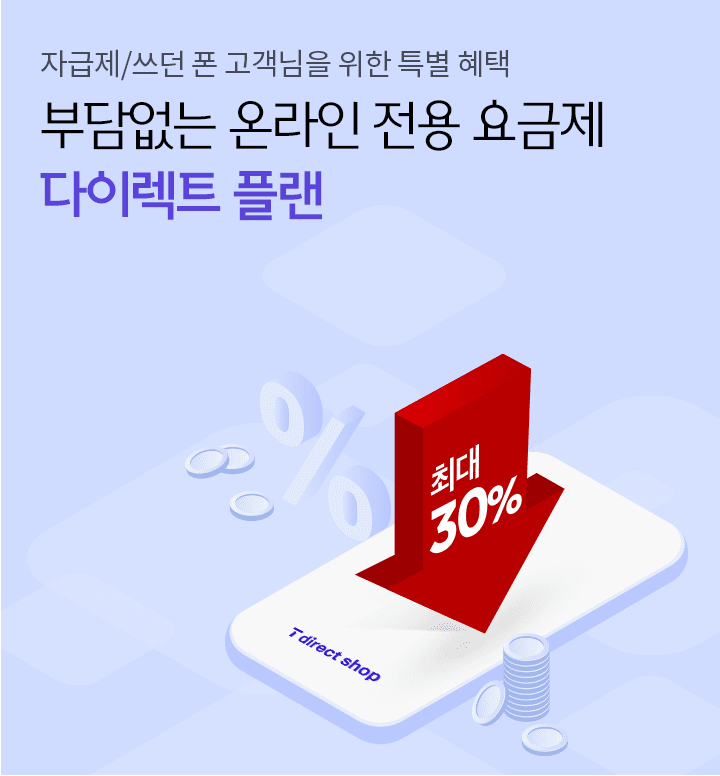 자급제/쓰던 폰 고객님을 위한 특별 혜택
부담없는 온라인 전용 요금제
다이렉트 플랜
%
최대
30%
T direct shop